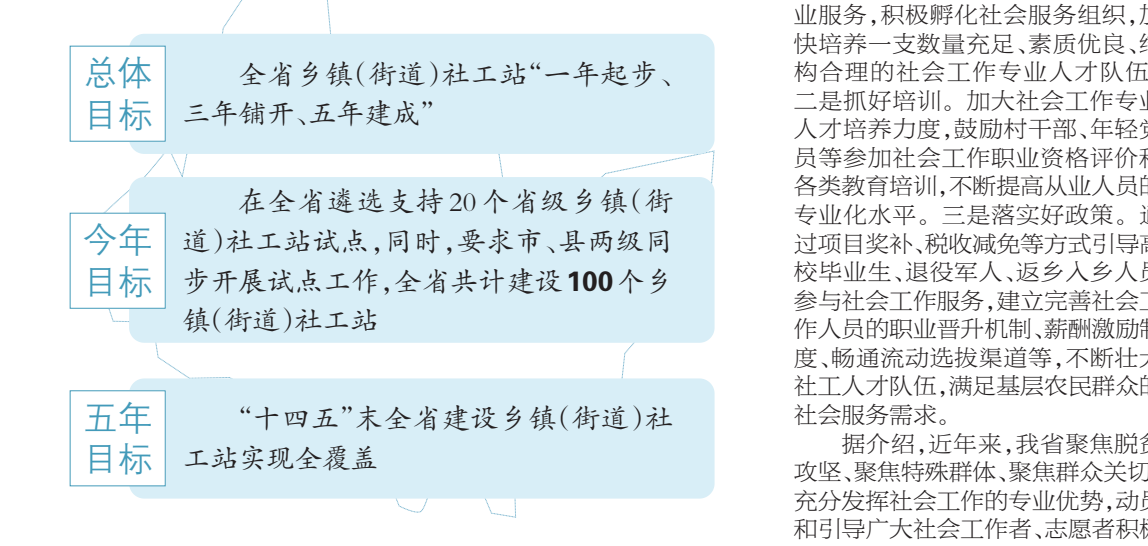 总体
目标
全省乡镇(街道)社工站“一年起步、
三年铺开、五年建成”
今年
目标
在全省遴选支持20个省级乡镇(街
道)社工站试点,同时,要求市、县两级同
步开展试点工作,全省共计建设100个乡
镇(街道)社工站
五年
目标
“十四五”末全省建设乡镇(街道)社
工站实现全覆盖
业服务,积极孵化社会服务组织,加
快培养一支数量充足、素质优良、结
构合理的社会工作专业人才队伍
二是抓好培训。加大社会工作专业
人才培养力度,鼓励村干部、年轻党
员等参加社会工作职业资格评价和
各类教育培训,不断提高从业人员的
专业化水平。三是落实好政策。通
过项目奖补、税收减免等方式引导高
校毕业生、退役军人、返乡入乡人员
参与社会工作服务,建立完善社会工
作人员的职业晋升机制、薪酬激励制
度、畅通流动选拔渠道等,不断壮大
社工人才队伍,满足基层农民群众的
社会服务需求。
据介绍,近年来,我省聚焦脱贫
攻坚、聚焦特殊群体、聚焦群众关切
充分发挥社会工作的专业优势,动员
和引导广大社会工作者、志愿者积极